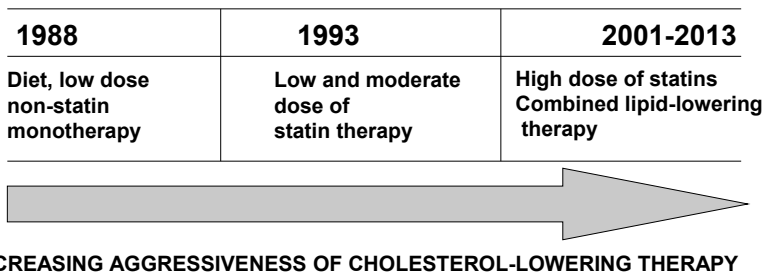 1988 1993 2001-2013
Diet, low dose
non-statin
monotherapy
Low and moderate
dose of
statin therapy
High dose of statins
Combined lipid-lowering
therapy
CREASING AGGRESSIVENESS OF CHOLESTEROL-LOWERING THERAPY